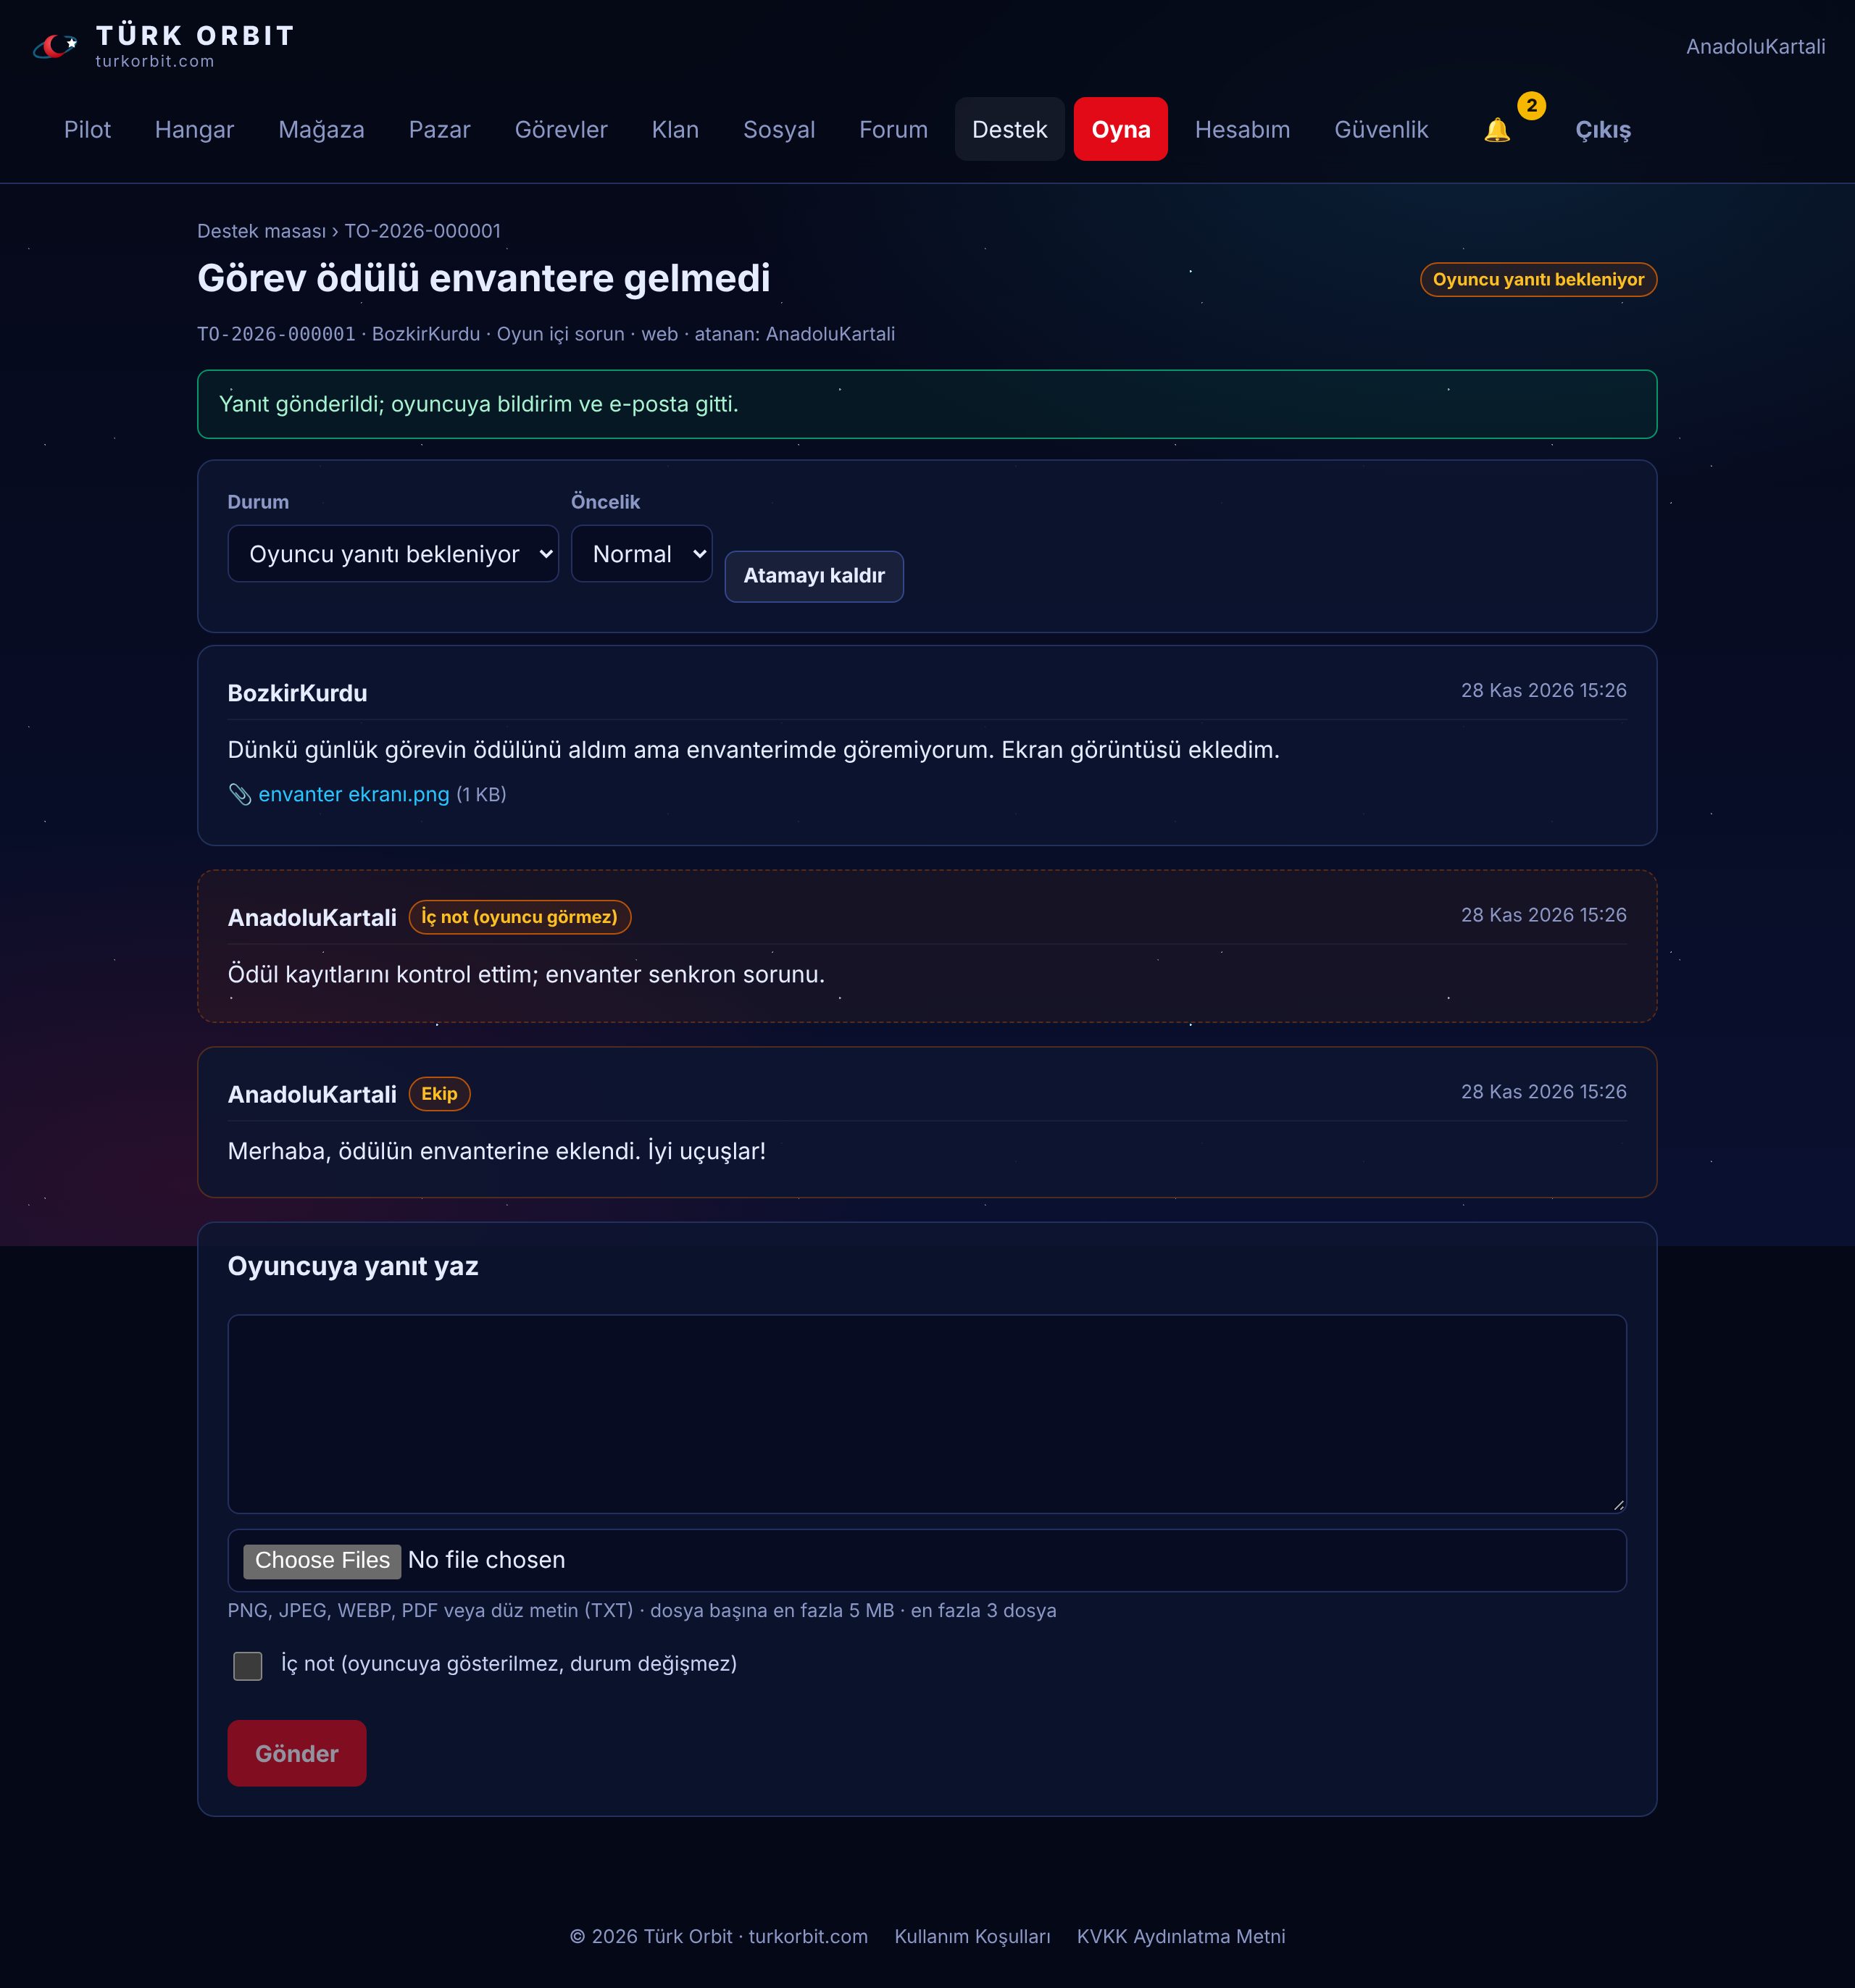 TÜRK ORBIT
turkorbit.com
AnadoluKartali
Pilot Hangar Mağaza Pazar Görevler Klan Sosyal Forum Destek Oyna Hesabım Güvenlik 2 Çıkış
Destek masası › TO-2026-000001
Görev ödülü envantere gelmedi
Oyuncu yanıtı bekleniyor
TO-2026-000001 · BozkirKurdu · Oyun içi sorun · web · atanan: AnadoluKartali
Yanıt gönderildi; oyuncuya bildirim ve e-posta gitti.
Durum Öncelik
Oyuncu yanıtı bekleniyor Normal Atamayı kaldır
BozkirKurdu 28 Kas 2026 15:26
Dünkü günlük görevin ödülünü aldım ama envanterimde göremiyorum. Ekran görüntüsü ekledim.
envanter ekranı.png (1 KB)
AnadoluKartali İç not (oyuncu görmez) 28 Kas 2026 15:26
Ödül kayıtlarını kontrol ettim; envanter senkron sorunu.
AnadoluKartali Ekip 28 Kas 2026 15:26
Merhaba, ödülün envanterine eklendi. İyi uçuşlar!
Oyuncuya yanıt yaz
Choose Files No file chosen
PNG, JPEG, WEBP, PDF veya düz metin (TXT) · dosya başına en fazla 5 MB · en fazla 3 dosya
İç not (oyuncuya gösterilmez, durum değişmez)
Gönder
© 2026 Türk Orbit · turkorbit.com Kullanım Koşulları KVKK Aydınlatma Metni